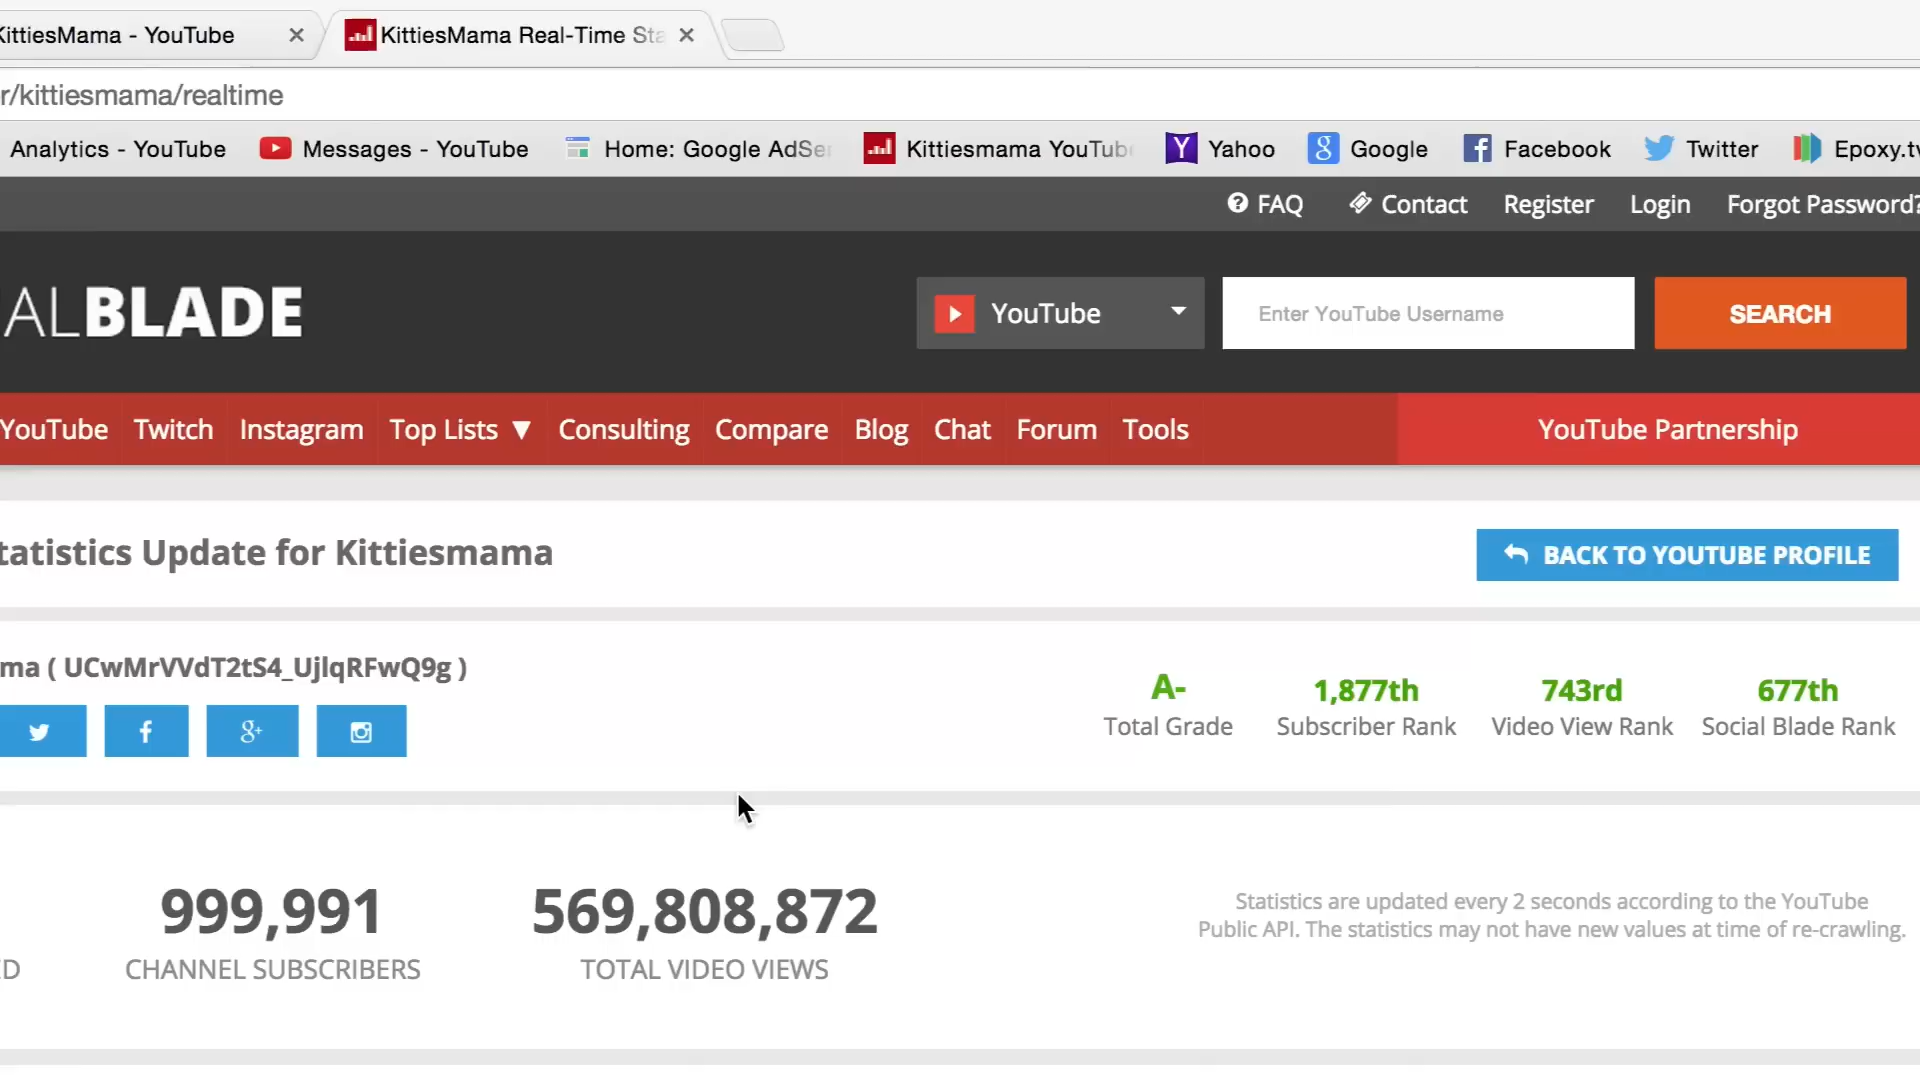 KittiesMama - YouTube
KittiesMama Real-Time Sta
r/kittiesmama/realtime
Analytics - YouTube Messages - YouTube Home: Google AdSe Kittiesmama YouTub Yahoo Google Facebook Twitter Epoxy.tv
FAQ Contact Register Login Forgot Password?
ALBLADE
YouTube
Enter YouTube Username
SEARCH
YouTube Twitch Instagram Top Lists ▼ Consulting Compare Blog Chat Forum Tools YouTube Partnership
tatistics Update for Kittiesmama
BACK TO YOUTUBE PROFILE
ma ( UCwMrVVdT2tS4_UjlqRFwQ9g )
A- 1,877th 743rd 677th
Total Grade Subscriber Rank Video View Rank Social Blade Rank
999,991 569,808,872
ED CHANNEL SUBSCRIBERS TOTAL VIDEO VIEWS
Statistics are updated every 2 seconds according to the YouTube
Public API. The statistics may not have new values at time of re-crawling.